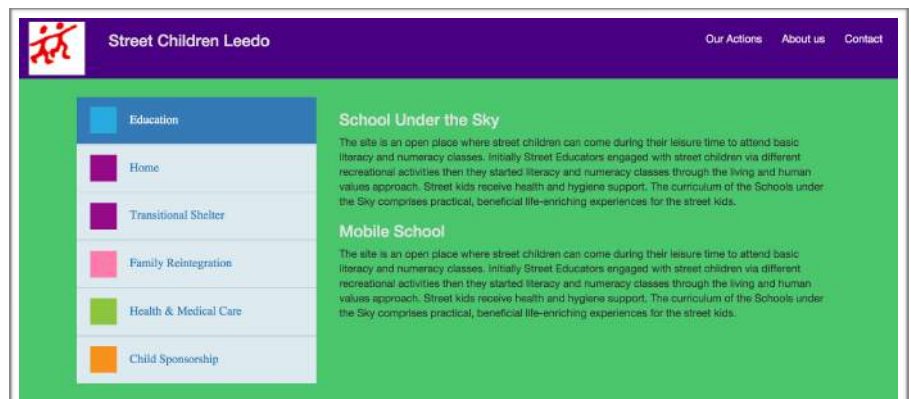 Street Children Leedo
Our Actions About us Contact
Education
Home
Transitional Shelter
Family Reintegration
Health & Medical Care
Child Sponsorship
School Under the Sky
The site is an open place where street children can come during their leisure time to attend basic
literacy and numeracy classes. Initially Street Educators engaged with street children via different
recreational activities then they started literacy and numeracy classes through the living and human
values approach. Street kids receive health and hygiene support. The curriculum of the Schools under
the Sky comprises practical, beneficial life-enriching experiences for the street kids.
Mobile School
The site is an open place where street children can come during their leisure time to attend basic
literacy and numeracy classes. Initially Street Educators engaged with street children via different
recreational activities then they started literacy and numeracy classes through the living and human
values approach. Street kids receive health and hygiene support. The curriculum of the Schools under
the Sky comprises practical, beneficial life-enriching experiences for the street kids.